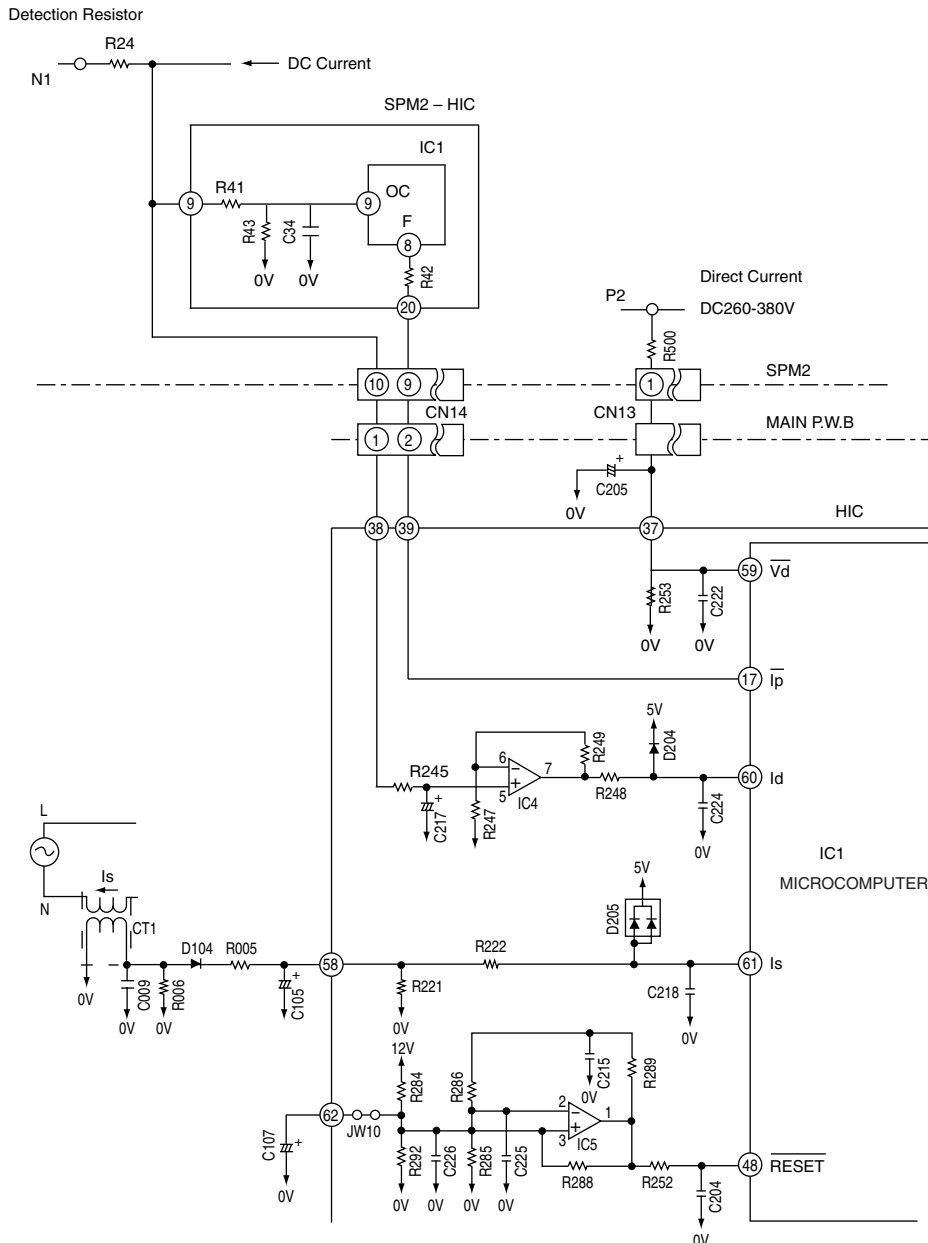 Detection Resistor
R24
N1
DC Current
SPM2 – HIC
IC1
R41
OC
9
9
R43
C34
F
8
0V
0V
R42
20
Direct Current
P2
DC260-380V
R500
SPM2
10
9
1
CN14
CN13
MAIN P.W.B
1
2
+
C205
0V
HIC
38
39
37
59
Vd
R253
C222
0V
0V
17
Ip
5V
R249
D204
6
–
7
R245
+
5
IC4
R248
60
Id
+
C217
R247
C224
0V
L
N
Is
CT1
IC1
MICROCOMPUTER
5V
D205
D104
R005
58
R222
61
Is
C009
R006
+
C105
R221
C218
0V
0V
0V
0V
0V
0V
12V
R284
R286
C215
R289
0V
62
JW10
2
–
1
+
3
IC5
C107
+
R292
C226
R285
C225
R288
R252
48
RESET
C204
0V
0V
0V
0V
0V
0V